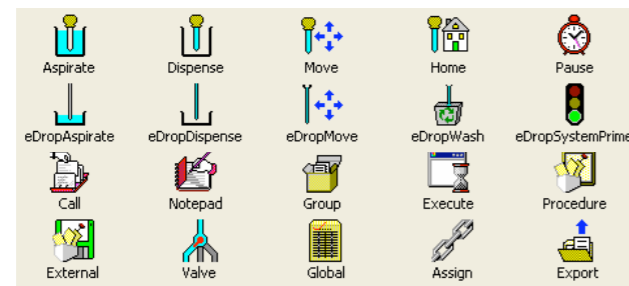 Aspirate Dispense Move Home Pause
eDropAspirate eDropDispense eDropMove eDropWash eDropSystemPrime
Call Notepad Group Execute Procedure
External Valve Global Assign Export